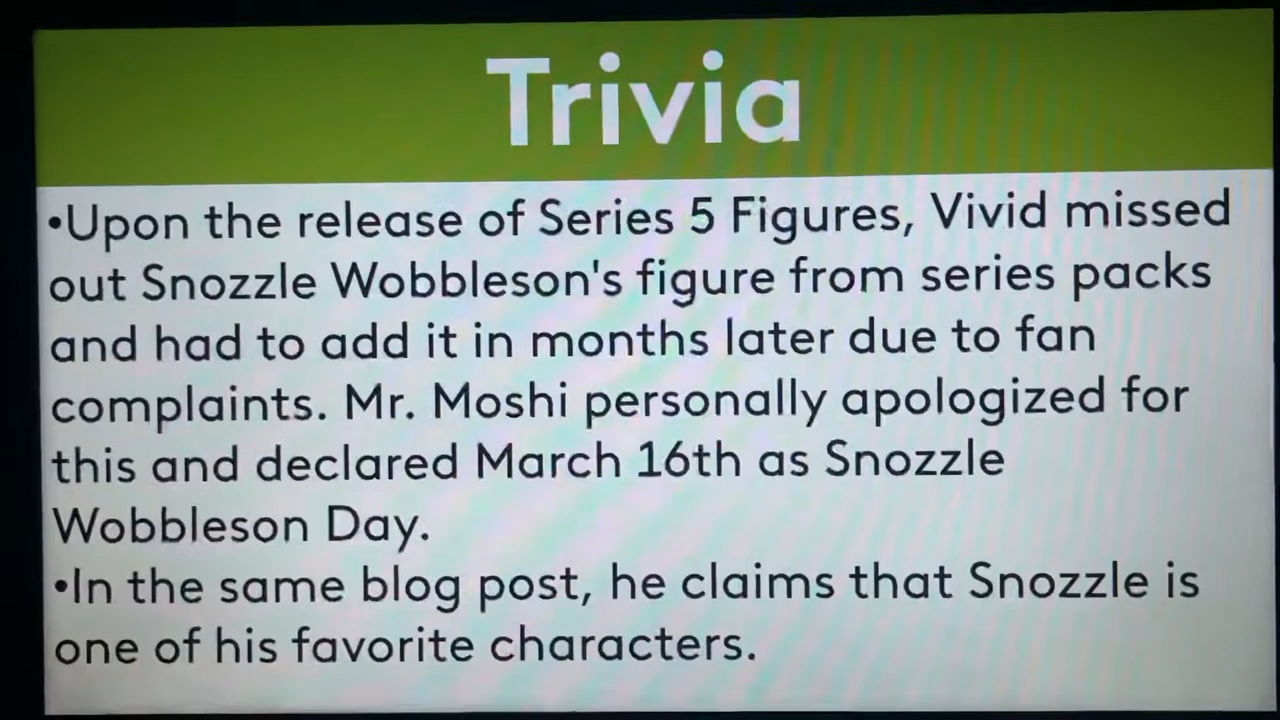 Trivia
•Upon the release of Series 5 Figures, Vivid missed
out Snozzle Wobbleson's figure from series packs
and had to add it in months later due to fan
complaints. Mr. Moshi personally apologized for
this and declared March 16th as Snozzle
Wobbleson Day.
•In the same blog post, he claims that Snozzle is
one of his favorite characters.